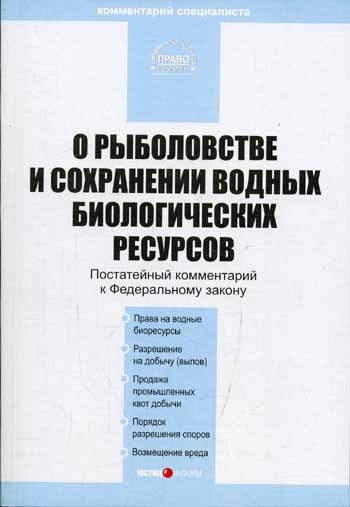 комментарий специалиста
ПРАВО
О РЫБОЛОВСТВЕ
И СОХРАНЕНИИ ВОДНЫХ
БИОЛОГИЧЕСКИХ
РЕСУРСОВ
Постатейный комментарий
к Федеральному закону
Права на водные
биоресурсы
Разрешение
на добычу (вылов)
Продажа
промышленных
квот добычи
Порядок
разрешения споров
Возмещение вреда
ЮСТИЦИНФОРМ